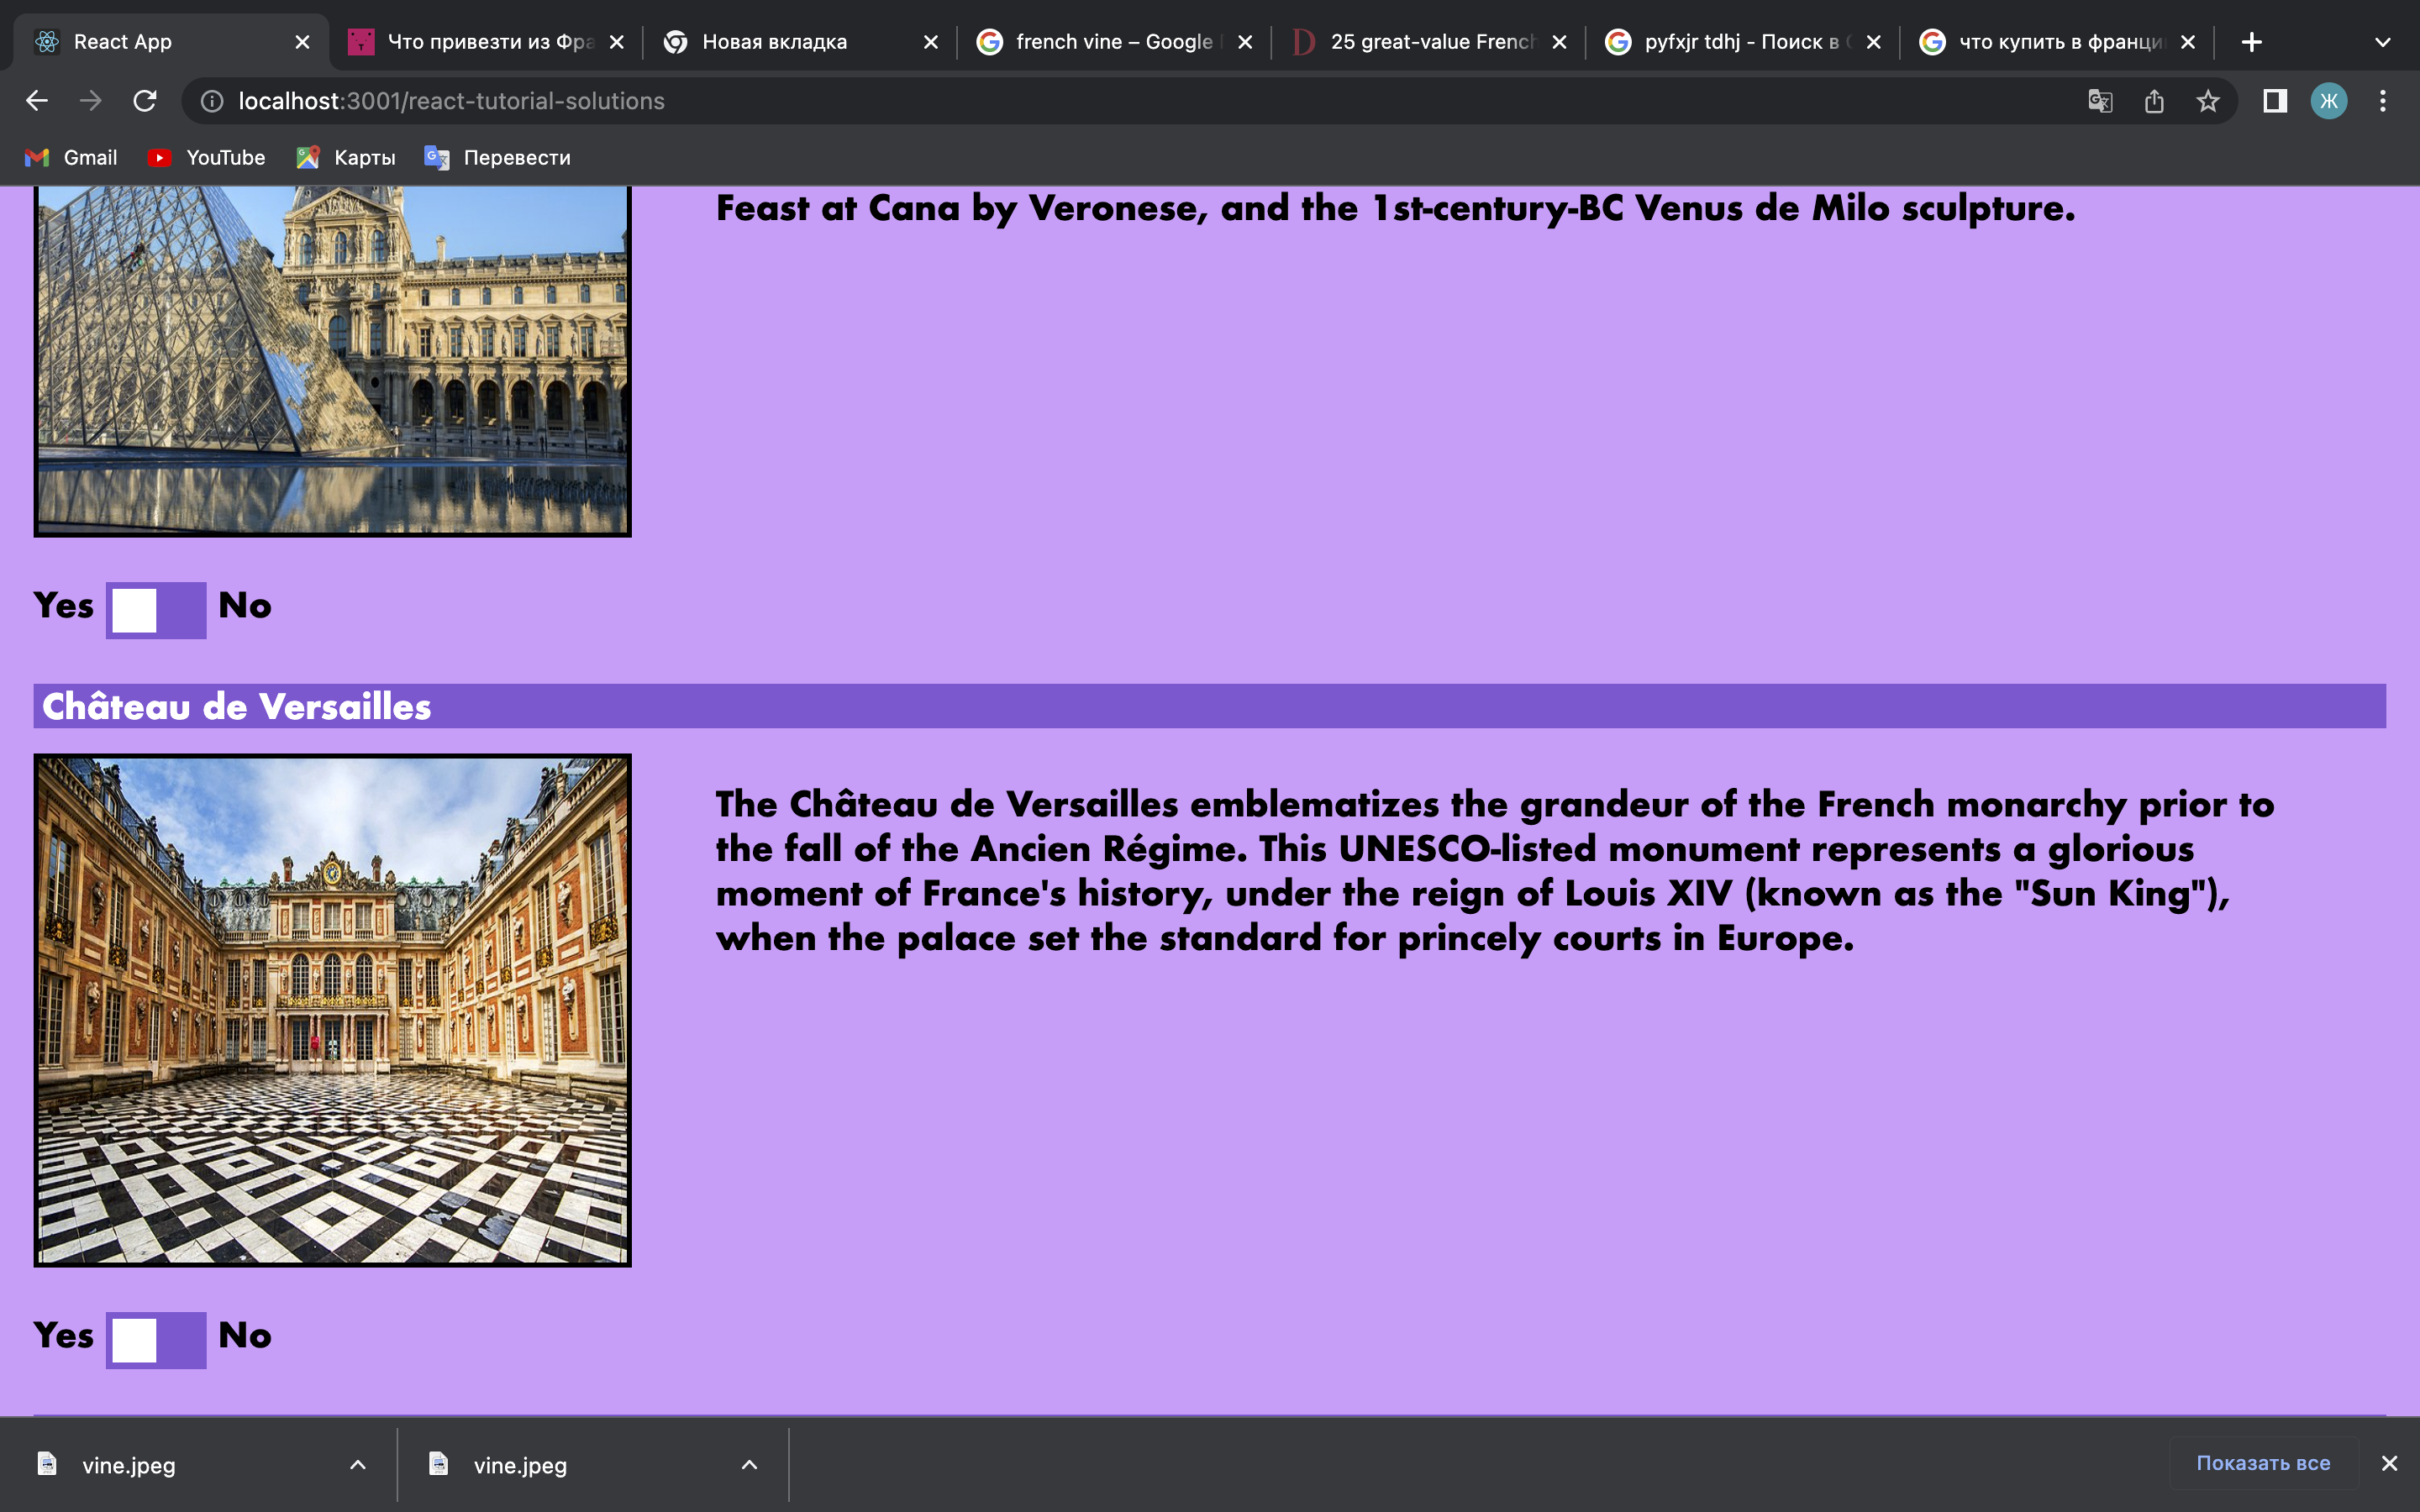 React App
Что привезти из Фра
Новая вкладка
french vine – Google
25 great-value French
pyfxjr tdhj - Поиск в
что купить в франци
localhost:3001/react-tutorial-solutions
Ж
Gmail
YouTube
Карты
Перевести
Feast at Cana by Veronese, and the 1st-century-BC Venus de Milo sculpture.
Yes No
Château de Versailles
The Château de Versailles emblematizes the grandeur of the French monarchy prior to
the fall of the Ancien Régime. This UNESCO-listed monument represents a glorious
moment of France's history, under the reign of Louis XIV (known as the "Sun King"),
when the palace set the standard for princely courts in Europe.
Yes No
vine.jpeg
vine.jpeg
Показать все